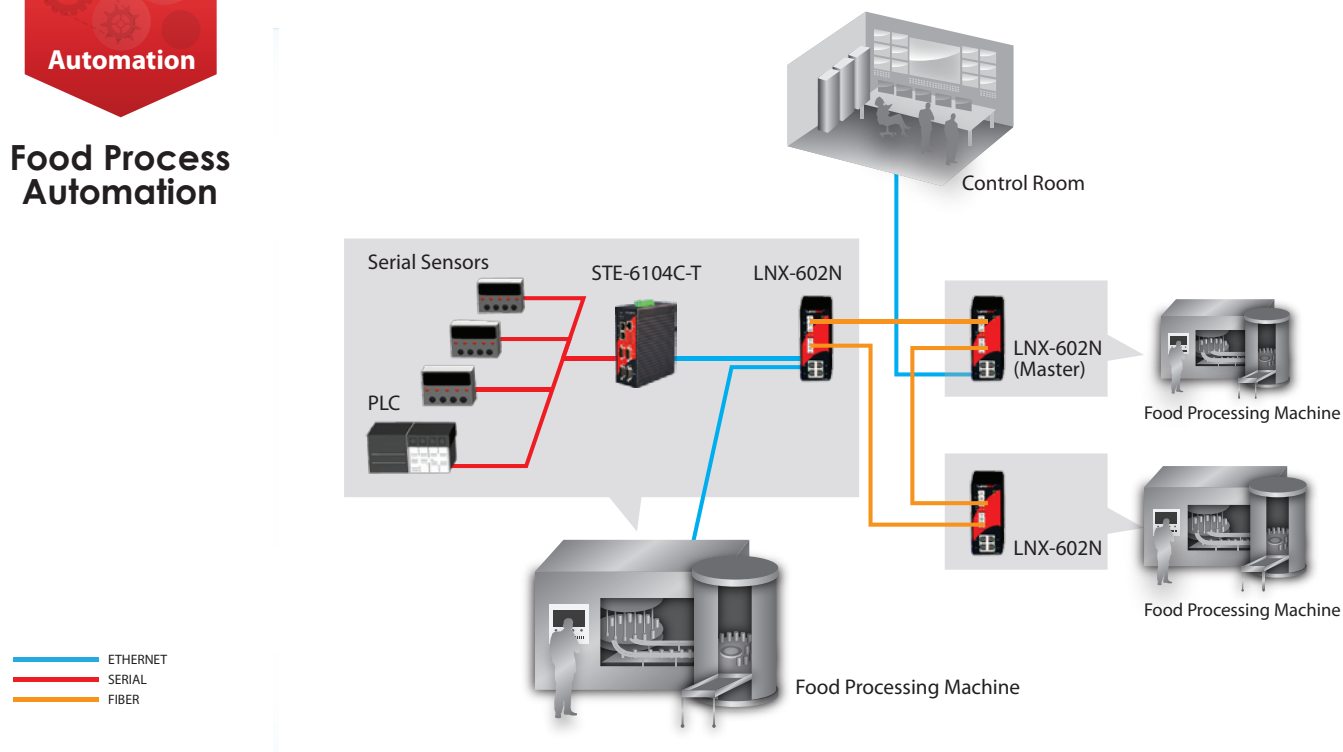 Automation
Food Process
Automation
Control Room
Serial Sensors
STE-6104C-T
LNX-602N
PLC
LNX-602N
(Master)
Food Processing Machine
LNX-602N
Food Processing Machine
Food Processing Machine
ETHERNET
SERIAL
FIBER